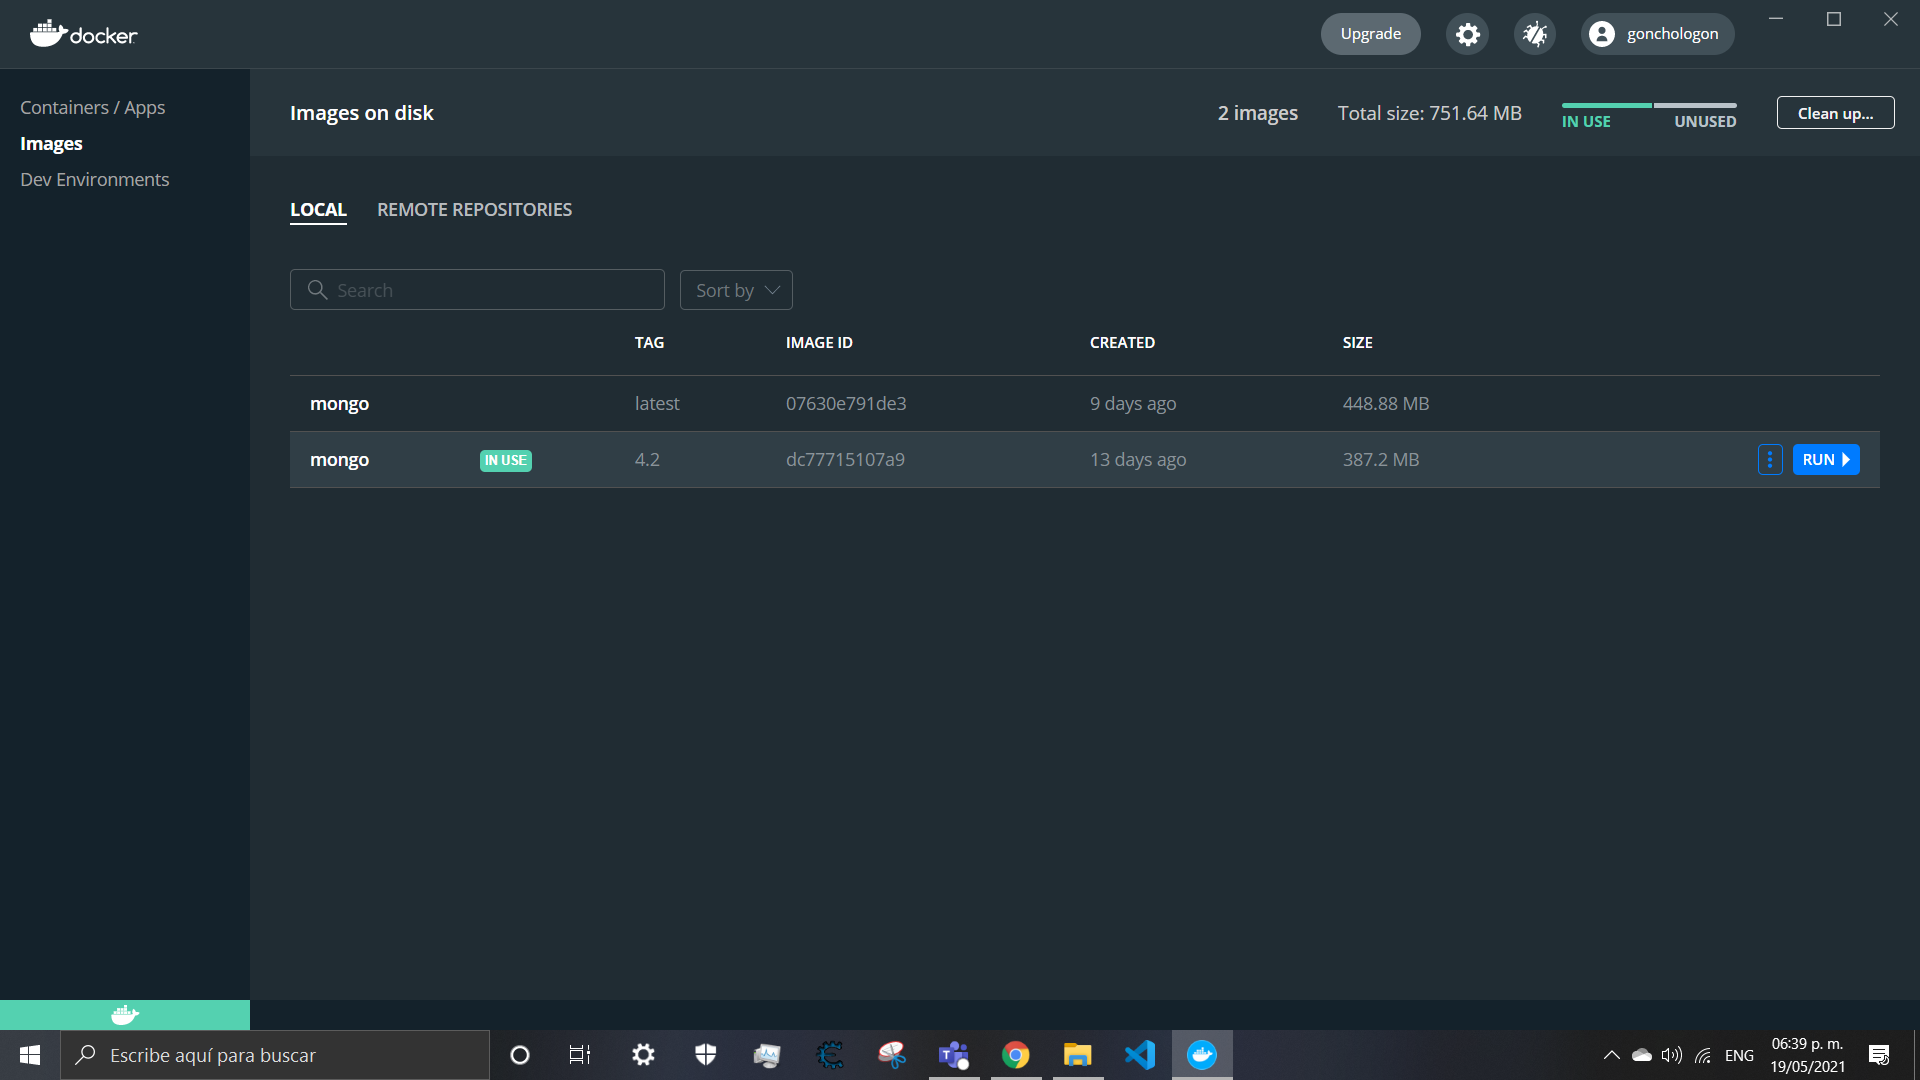 docker
Upgrade
gonchologon
Containers / Apps
Images
Dev Environments
Images on disk
2 images
Total size: 751.64 MB
IN USE
UNUSED
Clean up...
LOCAL
REMOTE REPOSITORIES
Search
Sort by
TAG
IMAGE ID
CREATED
SIZE
mongo
latest
07630e791de3
9 days ago
448.88 MB
mongo
IN USE
4.2
dc77715107a9
13 days ago
387.2 MB
RUN
Escribe aquí para buscar
ENG
06:39 p. m.
19/05/2021